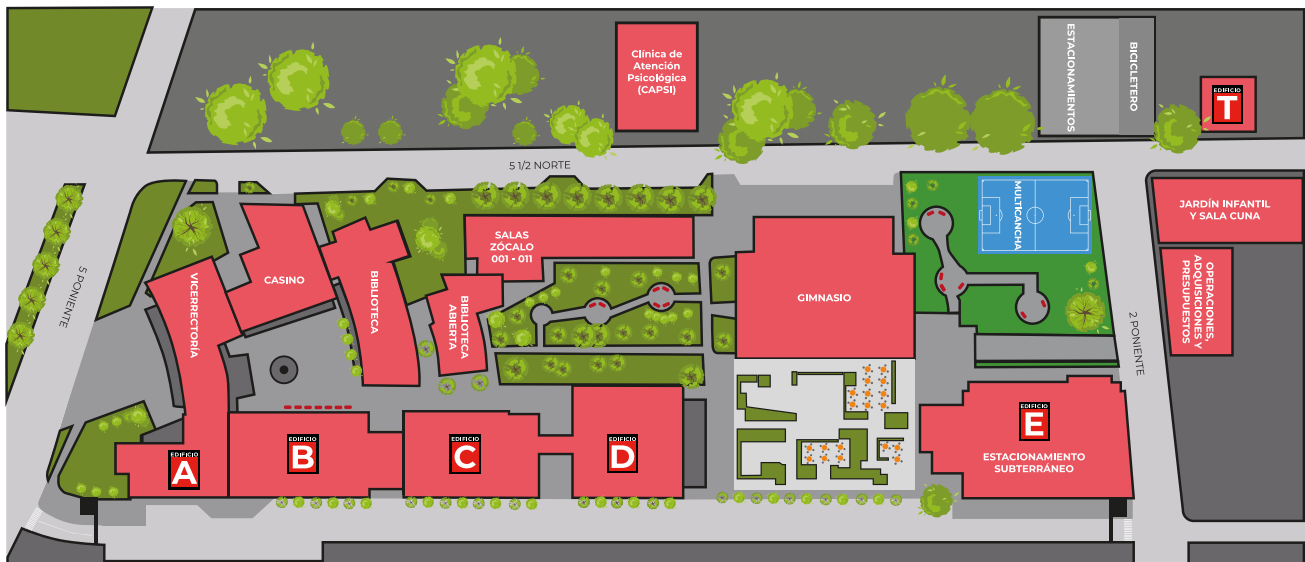 Clínica de
Atención
Psicológica
(CAPSI)
ESTACIONAMIENTOS
BICICLETERO
EDIFICIO
T
5 1/2 NORTE
MULTICANCHA
JARDÍN INFANTIL
Y SALA CUNA
SALAS
ZÓCALO
001 - 011
CASINO
BIBLIOTECA
VICERRECTORÍA
BIBLIOTECA
ABIERTA
GIMNASIO
OPERACIONES,
ADQUISICIONES Y
PRESUPUESTOS
5 PONIENTE
2 PONIENTE
EDIFICIO
A
EDIFICIO
B
EDIFICIO
C
EDIFICIO
D
EDIFICIO
E
ESTACIONAMIENTO
SUBTERRÁNEO